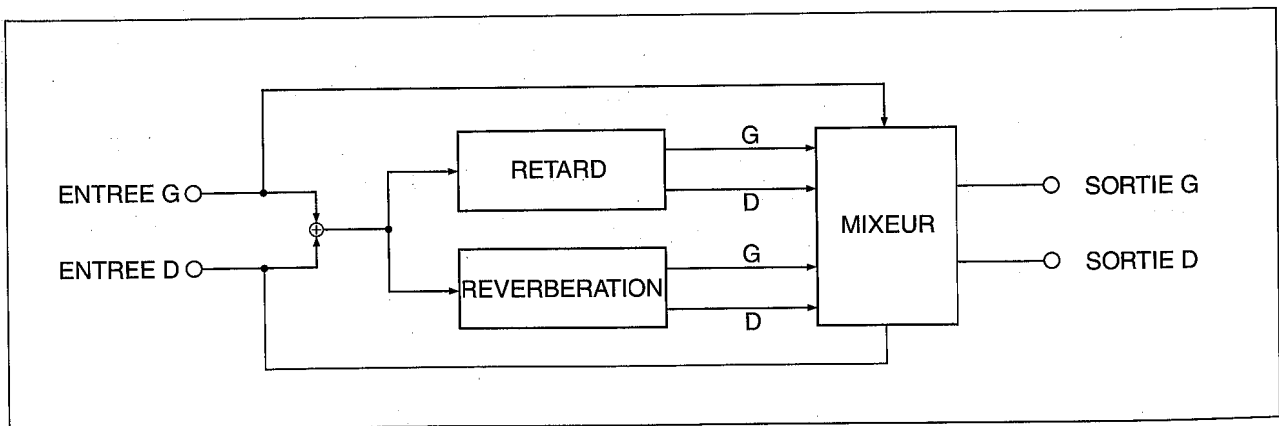 ENTREE G
ENTREE D
RETARD
REVERBERATION
G
D
G
D
MIXEUR
SORTIE G
SORTIE D